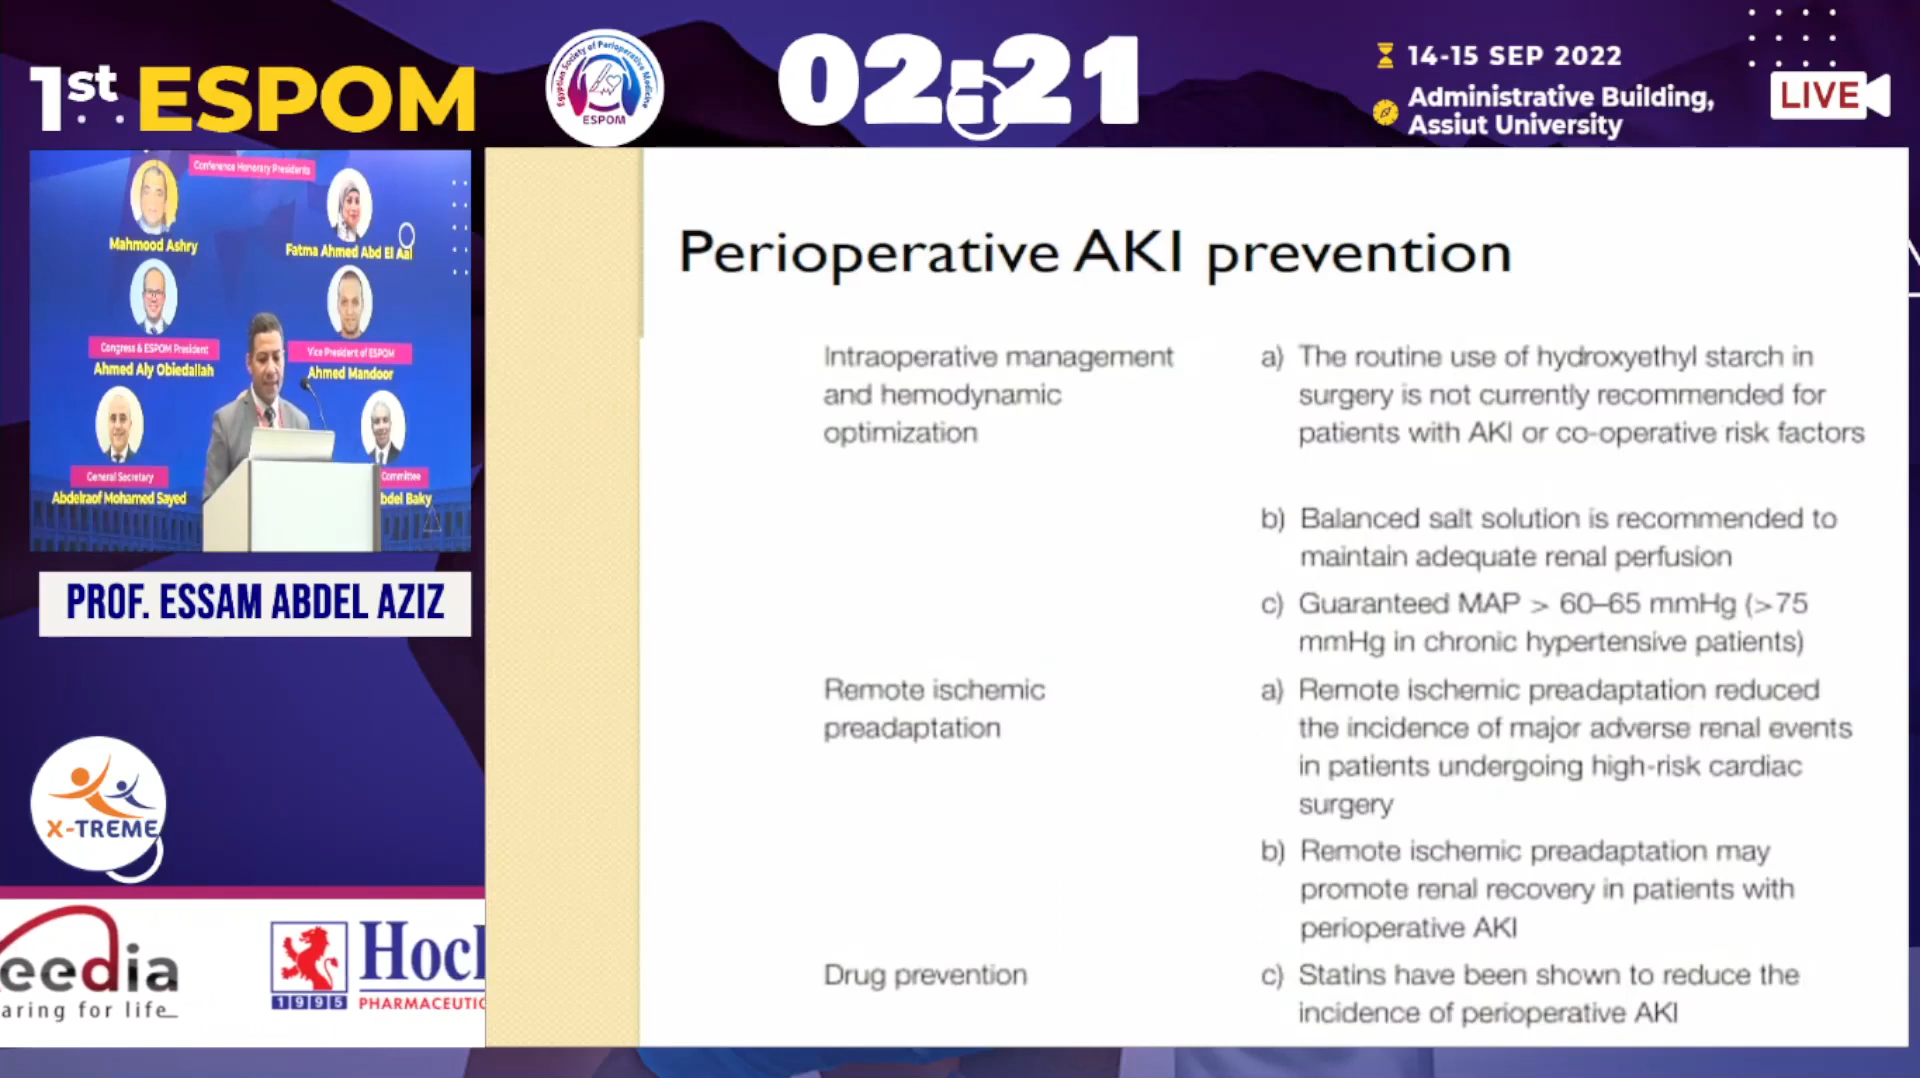 1st ESPOM
Egyptian Society of Perioperative Medicine
ESPOM
02:21
14-15 SEP 2022
Administrative Building,
Assiut University
LIVE
Conference Honorary Presidents
Mahmood Ashry
Fatma Ahmed Abd El Aal
Congress & ESPOM President
Ahmed Aly Obiedallah
Vice President of ESPOM
Ahmed Mandoor
General Secretary
Abdelraof Mohamed Sayed
Committee
bdel Baky
PROF. ESSAM ABDEL AZIZ
X-TREME
eedia
aring for life
1995
Hoc
PHARMACEUTIC
Perioperative AKI prevention
Intraoperative management
and hemodynamic
optimization
a) The routine use of hydroxyethyl starch in
surgery is not currently recommended for
patients with AKI or co-operative risk factors
b) Balanced salt solution is recommended to
maintain adequate renal perfusion
c) Guaranteed MAP > 60–65 mmHg (>75
mmHg in chronic hypertensive patients)
Remote ischemic
preadaptation
a) Remote ischemic preadaptation reduced
the incidence of major adverse renal events
in patients undergoing high-risk cardiac
surgery
b) Remote ischemic preadaptation may
promote renal recovery in patients with
perioperative AKI
Drug prevention
c) Statins have been shown to reduce the
incidence of perioperative AKI